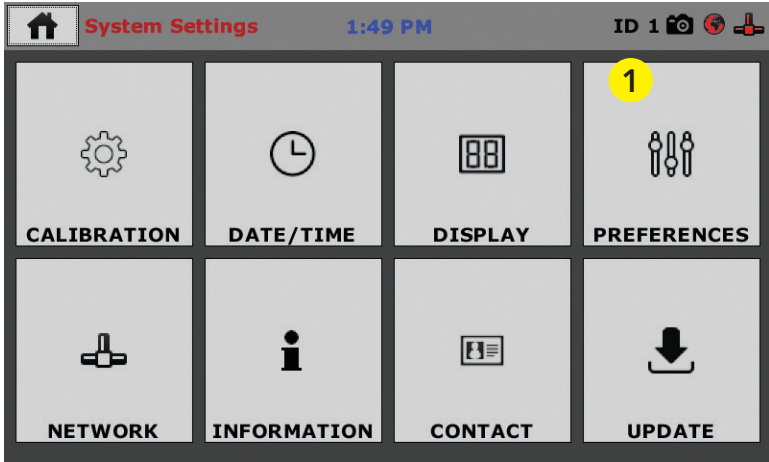 System Settings 1:49 PM ID 1
1
88
CALIBRATION DATE/TIME DISPLAY PREFERENCES
NETWORK INFORMATION CONTACT UPDATE